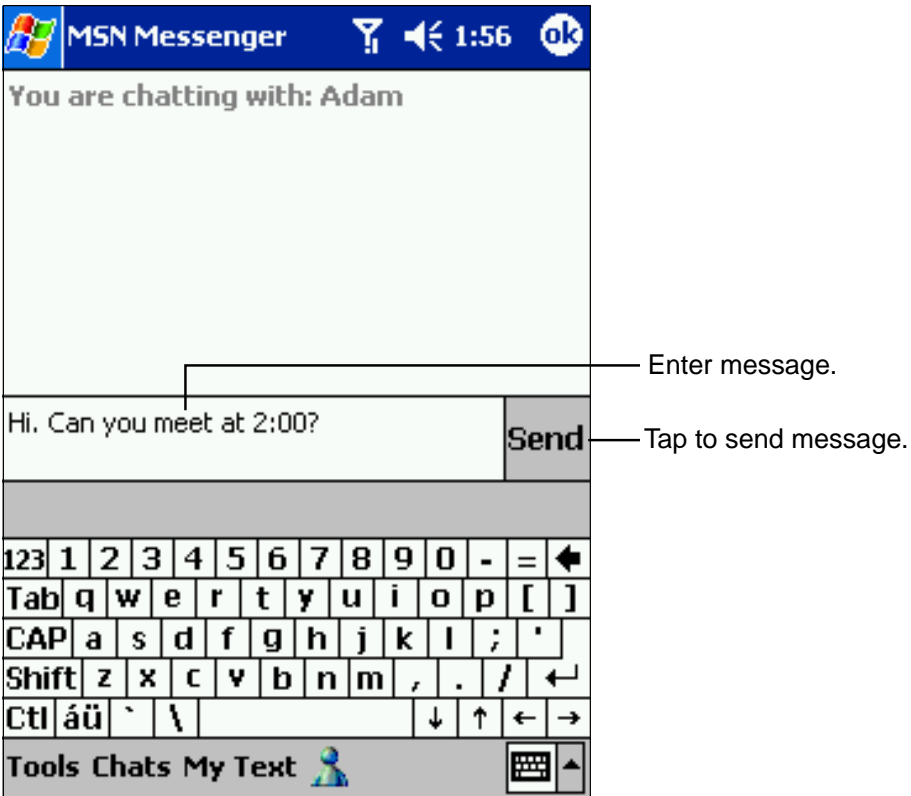 MSN Messenger 1:56 ok
You are chatting with: Adam
Enter message.
Hi. Can you meet at 2:00?
Send
Tap to send message.
123 1 2 3 4 5 6 7 8 9 0 - = 🡸
Tab q w e r t y u i o p [ ]
CAP a s d f g h j k l ; '
Shift z x c v b n m , . / ↵
Ctl áü ` \ ↓ ↑ ← →
Tools Chats My Text